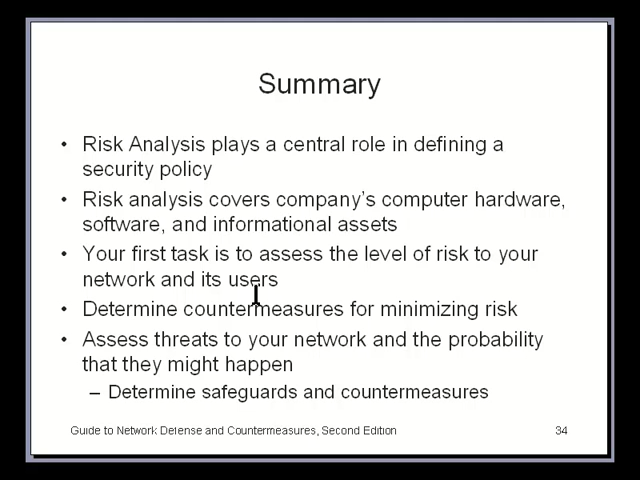 Summary
• Risk Analysis plays a central role in defining a
security policy
• Risk analysis covers company's computer hardware,
software, and informational assets
• Your first task is to assess the level of risk to your
network and its users
• Determine countermeasures for minimizing risk
• Assess threats to your network and the probability
that they might happen
– Determine safeguards and countermeasures
Guide to Network Defense and Countermeasures, Second Edition 34